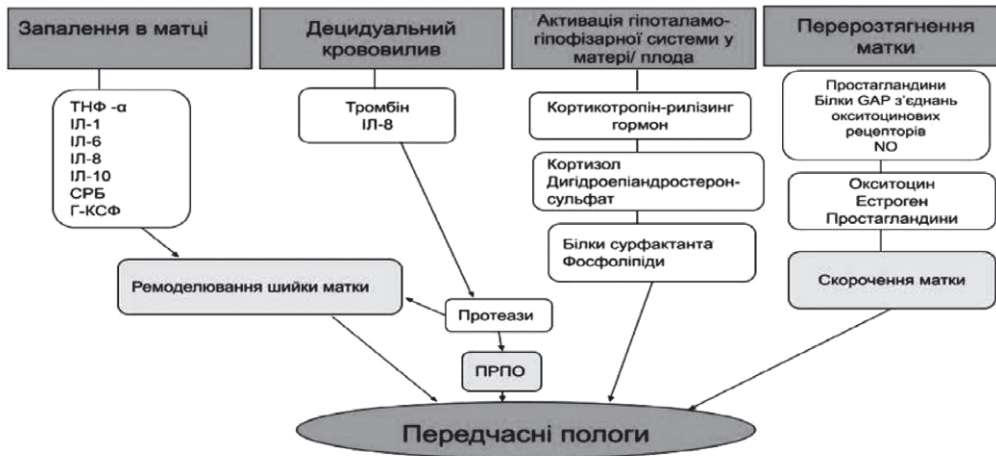 Запалення в матці
Децидуальний
крововилив
Активація гіпоталамо-
гіпофізарної системи у
матері/ плода
Перерозтягнення
матки
ТНФ -α
ІЛ-1
ІЛ-6
ІЛ-8
ІЛ-10
СРБ
Г-КСФ
Тромбін
ІЛ-8
Кортикотропін-рилізинг
гормон
Кортизол
Дигідроепіандростерон-
сульфат
Білки сурфактанта
Фосфоліпіди
Простагландини
Білки GAP з'єднань
окситоцинових
рецепторів
NO
Окситоцин
Естроген
Простагландини
Ремоделювання шийки матки
Протеази
Скорочення матки
ПРПО
Передчасні пологи